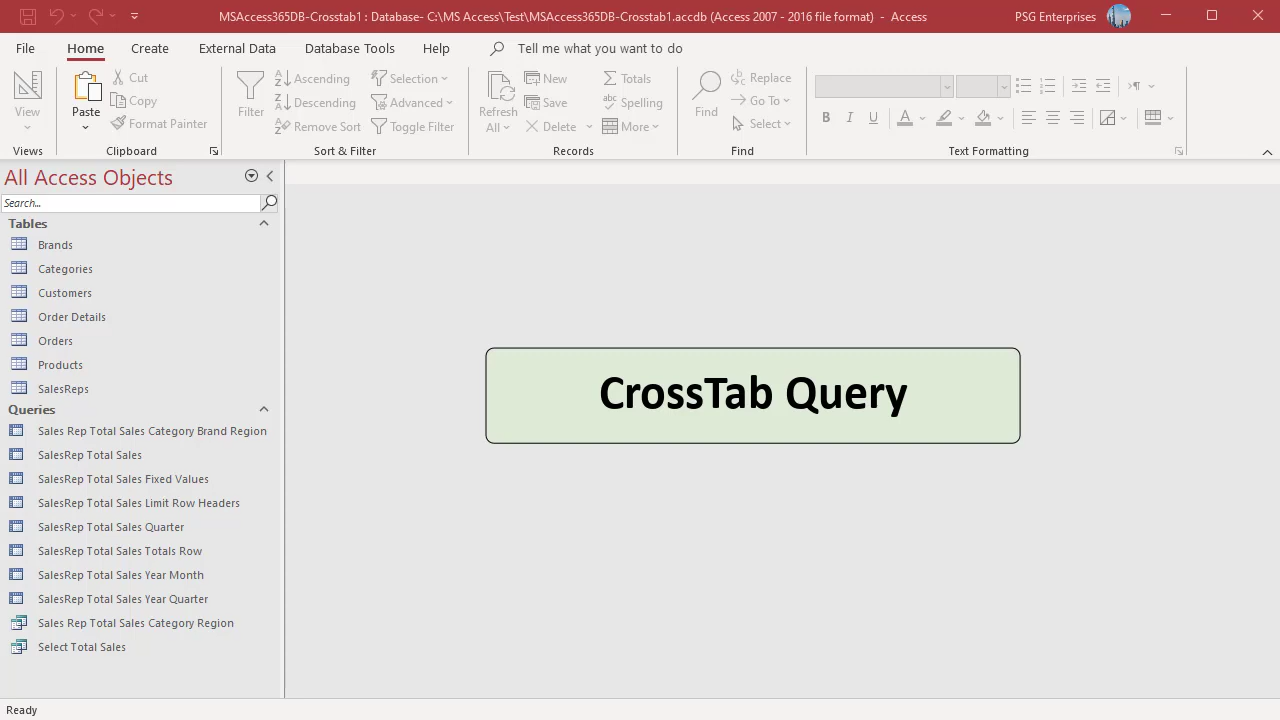 MSAccess365DB-Crosstab1 : Database- C:\MS Access\Test\MSAccess365DB-Crosstab1.accdb (Access 2007 - 2016 file format) - Access
PSG Enterprises
File Home Create External Data Database Tools Help Tell me what you want to do
View
Views
Paste
Cut
Copy
Format Painter
Clipboard
Filter
Ascending
Descending
Remove Sort
Selection
Advanced
Toggle Filter
Sort & Filter
Refresh
All
New
Save
Delete
Totals
Spelling
More
Records
Find
Replace
Go To
Select
Find
B I U A
Text Formatting
All Access Objects
Search...
Tables
Brands
Categories
Customers
Order Details
Orders
Products
SalesReps
Queries
Sales Rep Total Sales Category Brand Region
SalesRep Total Sales
SalesRep Total Sales Fixed Values
SalesRep Total Sales Limit Row Headers
SalesRep Total Sales Quarter
SalesRep Total Sales Totals Row
SalesRep Total Sales Year Month
SalesRep Total Sales Year Quarter
Sales Rep Total Sales Category Region
Select Total Sales
CrossTab Query
Ready